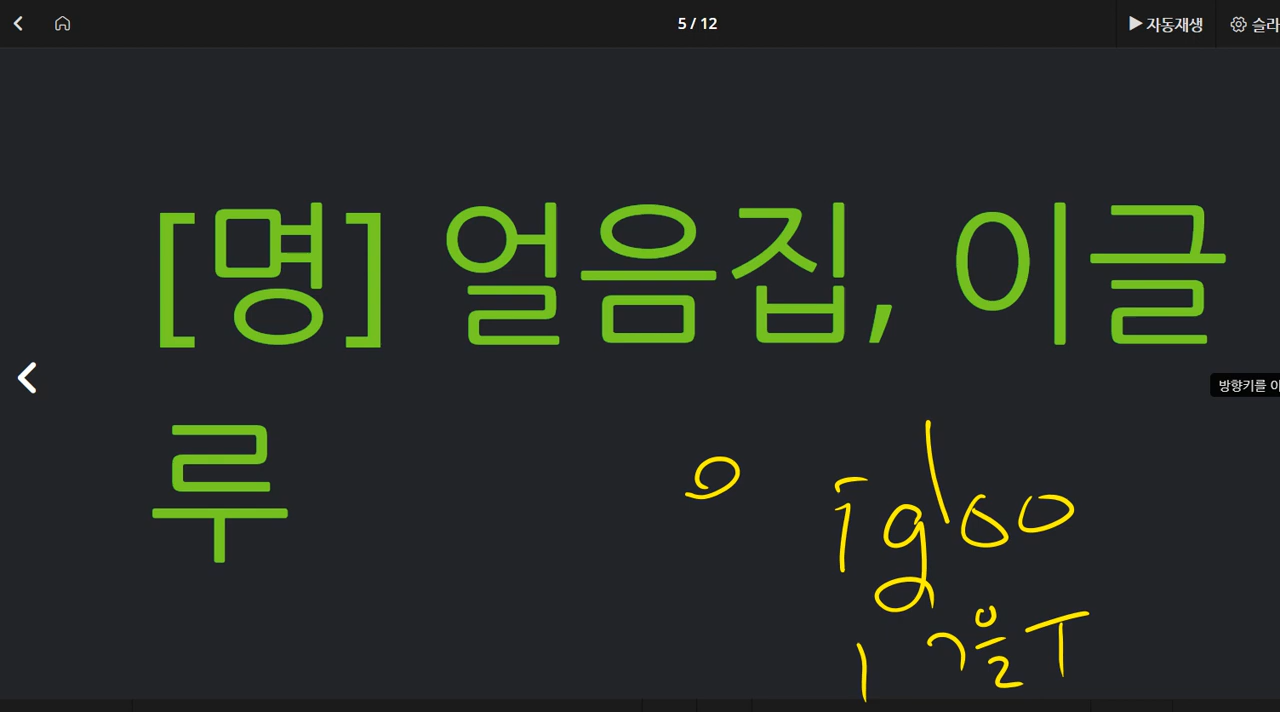 5 / 12
▶ 자동재생
슬라
[명] 얼음집, 이글
루
방향키를 이
igloo